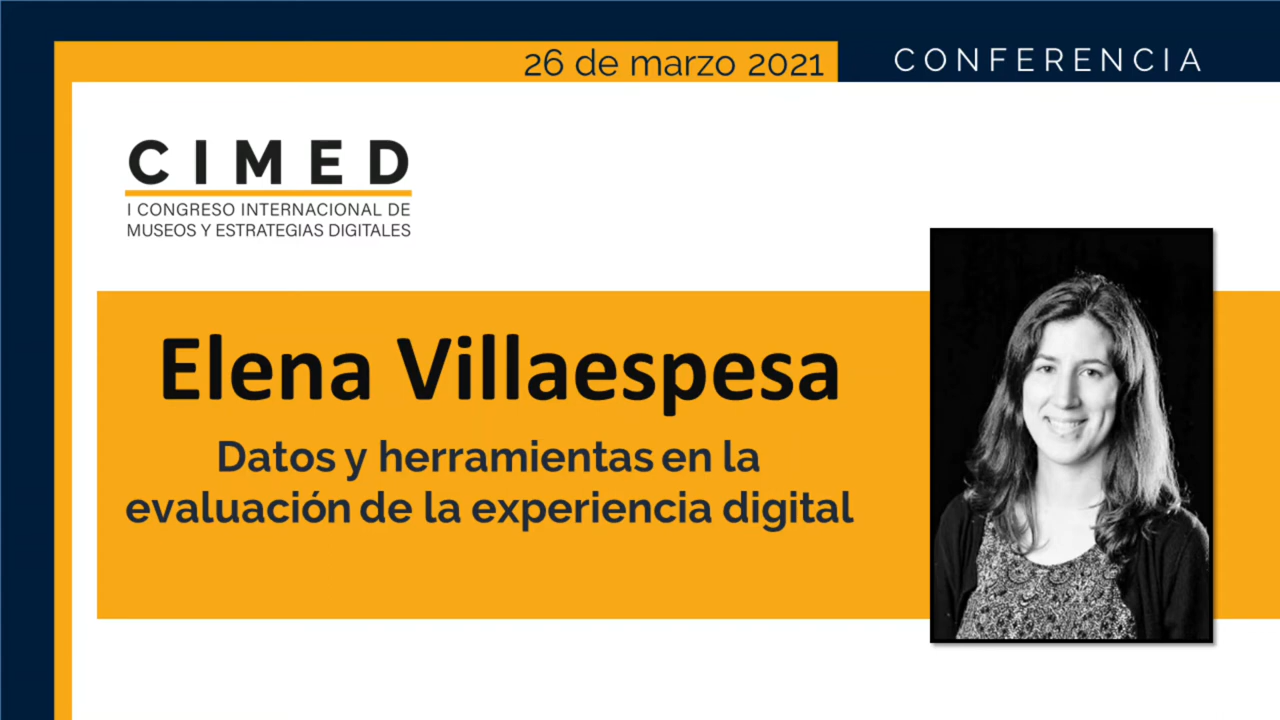 26 de marzo 2021
CONFERENCIA
CIMED
I CONGRESO INTERNACIONAL DE
MUSEOS Y ESTRATEGIAS DIGITALES
Elena Villaespesa
Datos y herramientas en la
evaluación de la experiencia digital